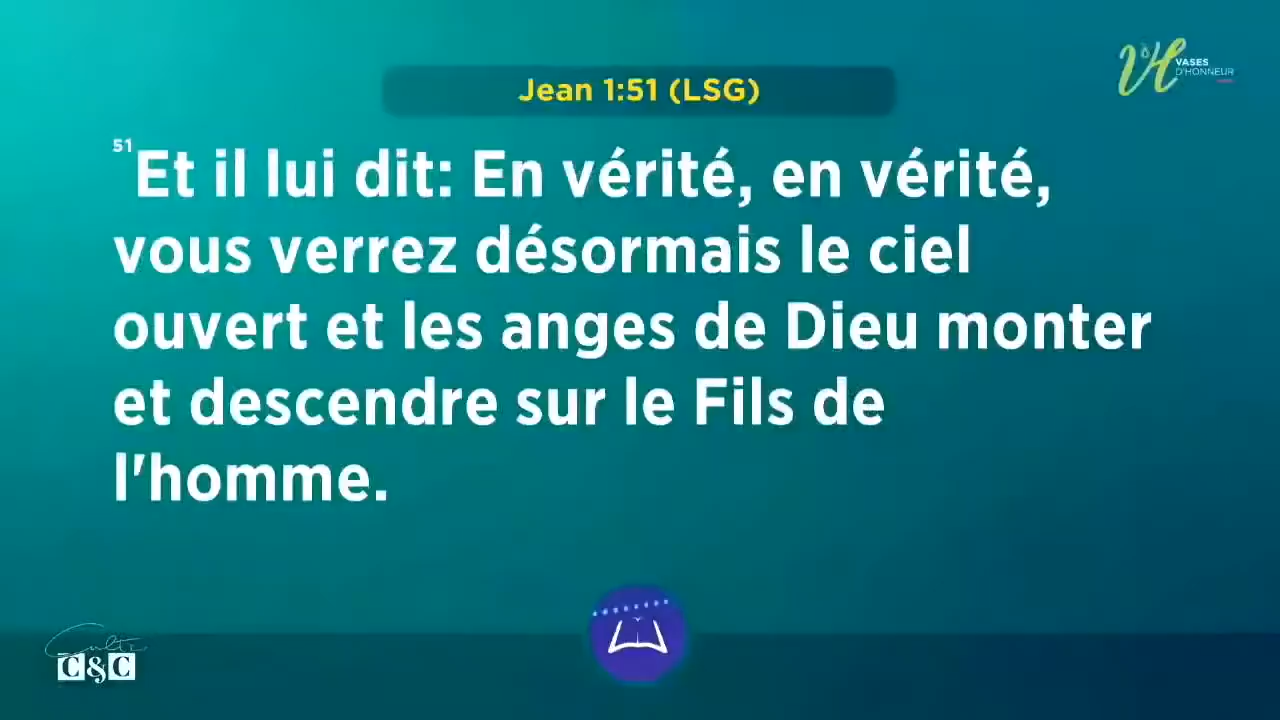 VASES
D'HONNEUR
Jean 1:51 (LSG)
51 Et il lui dit: En vérité, en vérité,
vous verrez désormais le ciel
ouvert et les anges de Dieu monter
et descendre sur le Fils de
l'homme.
Culte
C&C